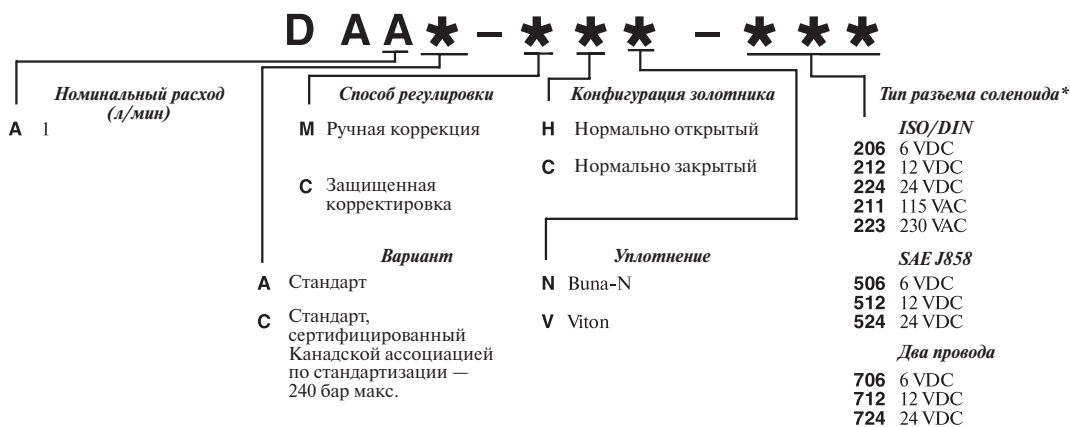 D A A * – * * * – * * *
Номинальный расход
(л/мин)
A 1
Способ регулировки
M Ручная коррекция
C Защищенная
корректировка
Конфигурация золотника
H Нормально открытый
C Нормально закрытый
Тип разъема соленоида*
ISO/DIN
206 6 VDC
212 12 VDC
224 24 VDC
211 115 VAC
223 230 VAC
Вариант
A Стандарт
C Стандарт,
сертифицированный
Канадской ассоциацией
по стандартизации —
240 бар макс.
Уплотнение
N Buna-N
V Viton
SAE J858
506 6 VDC
512 12 VDC
524 24 VDC
Два провода
706 6 VDC
712 12 VDC
724 24 VDC